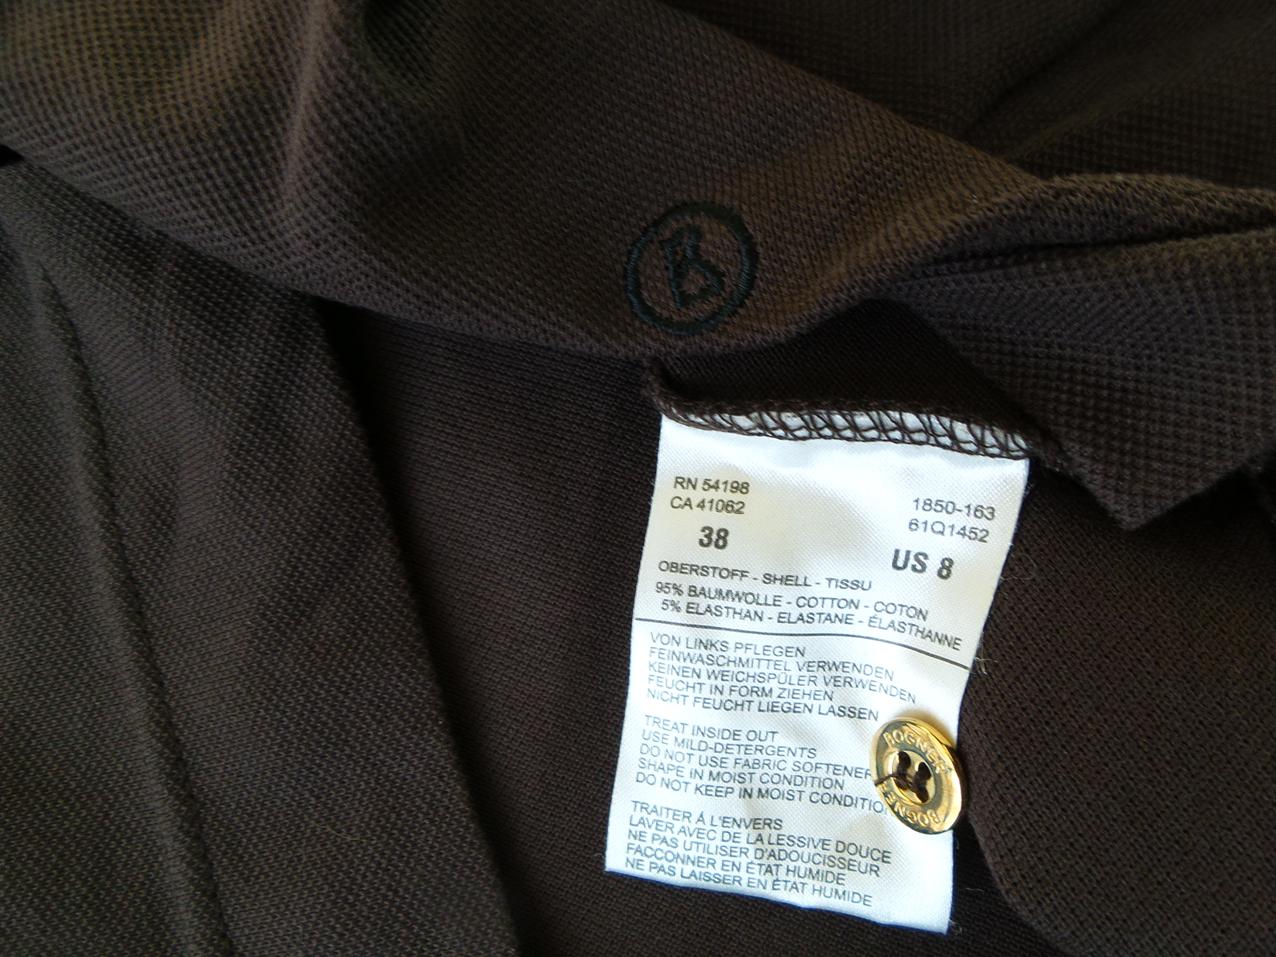 B
RN 54198
CA 41062
1850-163
61Q1452
38
US 8
OBERSTOFF - SHELL - TISSU
95% BAUMWOLLE - COTTON - COTON
5% ELASTHAN - ELASTANE - ÉLASTHANNE
VON LINKS PFLEGEN
FEINWASCHMITTEL VERWENDEN
KEINEN WEICHSPÜLER VERWENDEN
FEUCHT IN FORM ZIEHEN
NICHT FEUCHT LIEGEN LASSEN
TREAT INSIDE OUT
USE MILD-DETERGENTS
DO NOT USE FABRIC SOFTENER
SHAPE IN MOIST CONDITION
DO NOT KEEP IN MOIST CONDITIO
TRAITER Á L'ENVERS
LAVER AVEC DE LA LESSIVE DOUCE
NE PAS UTILISER D'ADOUCISSEUR
FACCONNER EN ÉTAT HUMIDE
NE PAS LAISSER EN ÉTAT HUMIDE
BOGNER
BOGNER